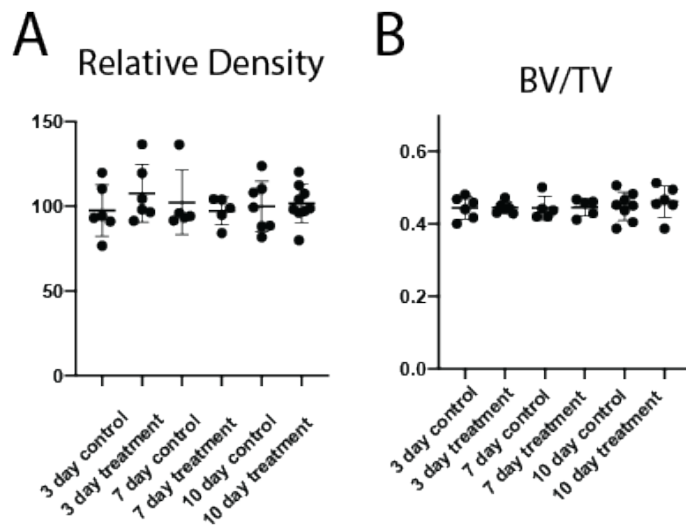 A
Relative Density
150
100
50
0
3 day control
3 day treatment
7 day control
7 day treatment
10 day control
10 day treatment
B
BV/TV
0.6
0.4
0.2
0.0
3 day control
3 day treatment
7 day control
7 day treatment
10 day control
10 day treatment